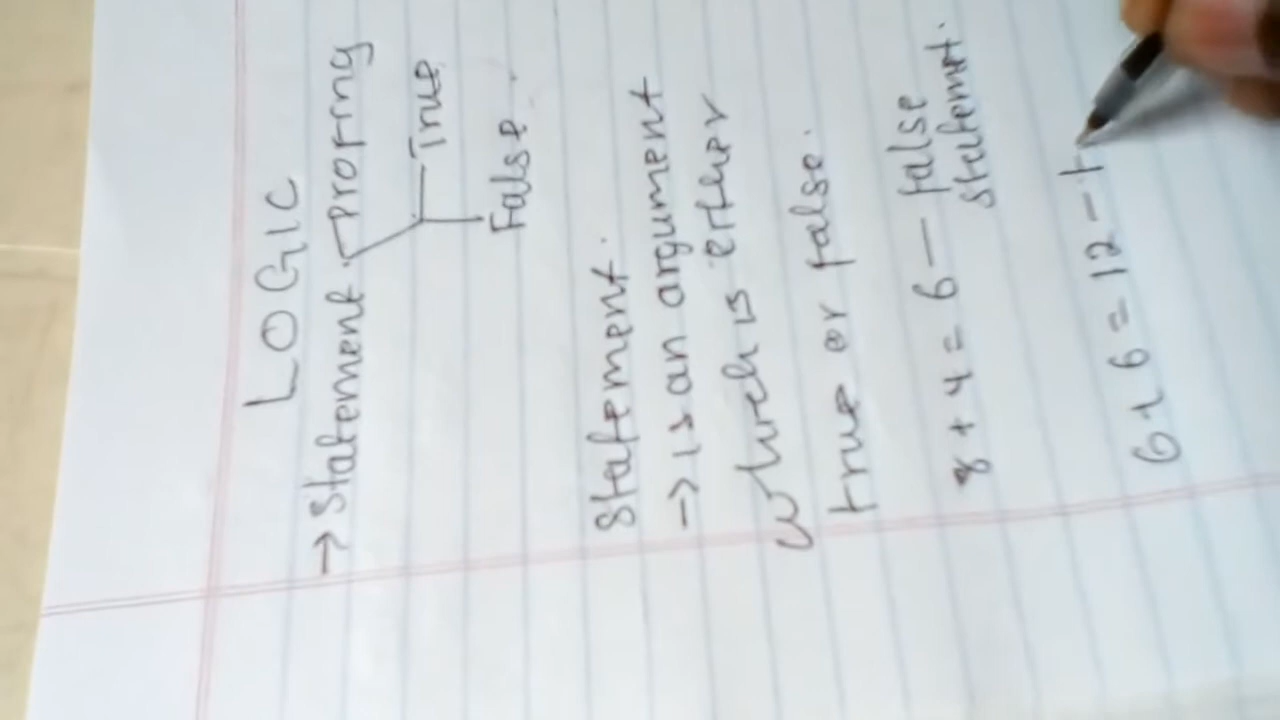 LOGIC
→ Statement. Proping
True
False.
Statement.
→ is an argument
which is either
true or false.
8 + 4 = 6 — false
statement.
6 + 6 = 12 – t